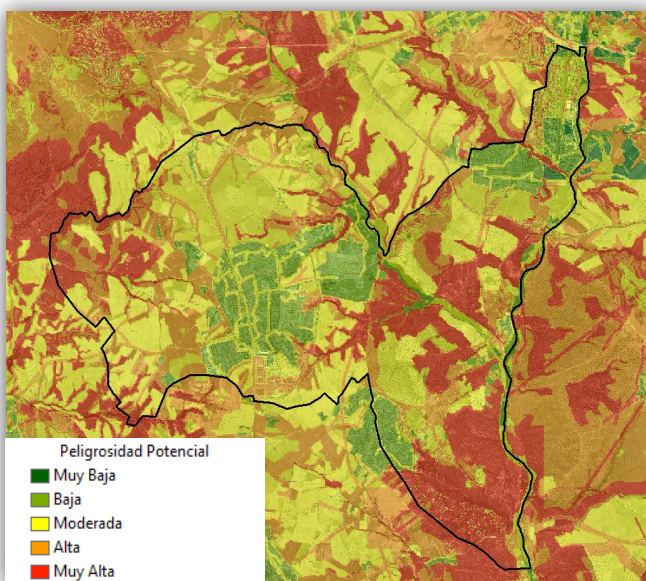 Peligrosidad Potencial
Muy Baja
Baja
Moderada
Alta
Muy Alta